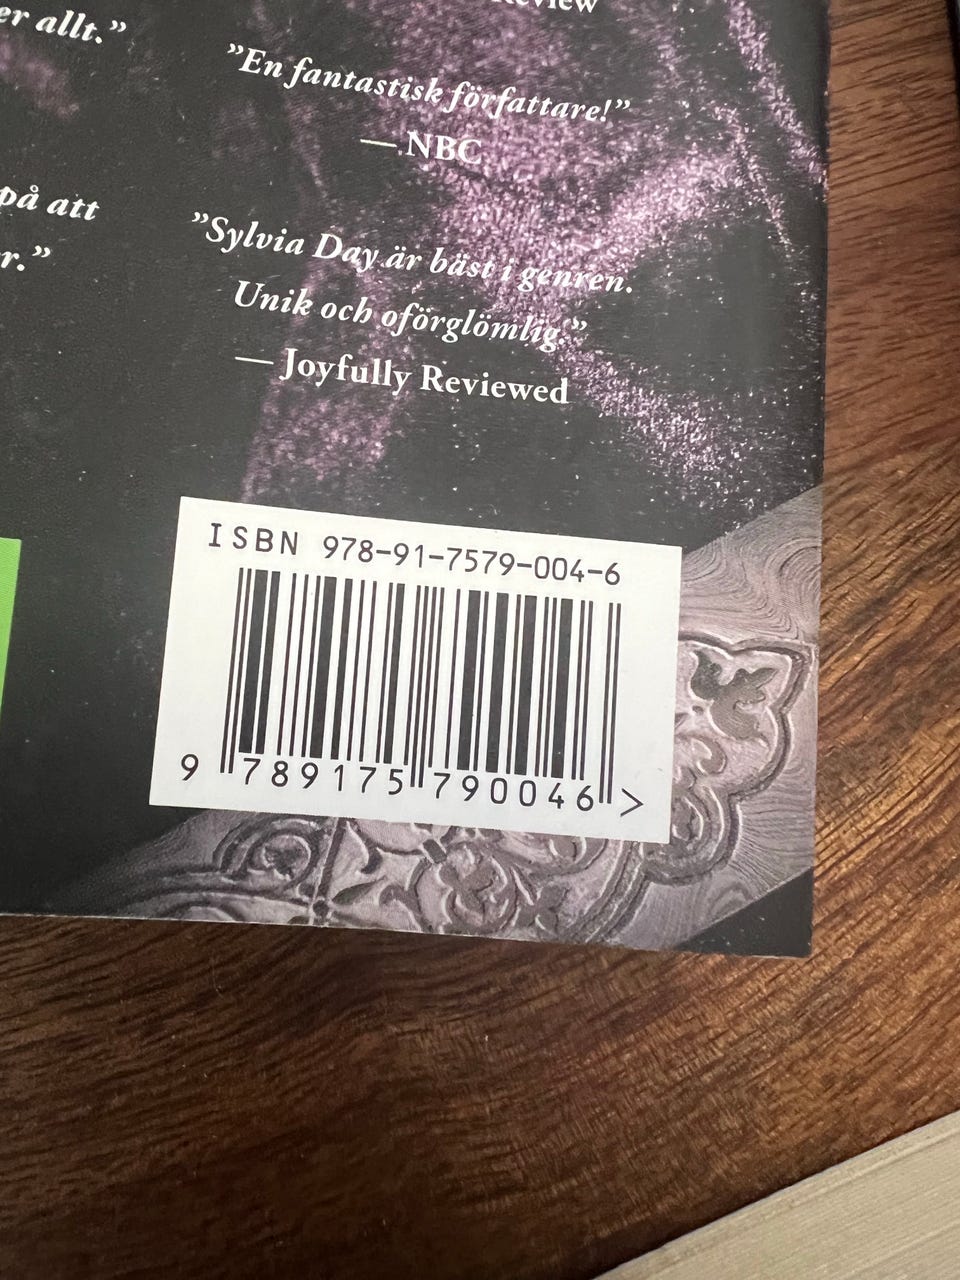 er allt.”
Review
”En fantastisk författare!”
— NBC
på att
r.”
”Sylvia Day är bäst i genren.
Unik och oförglömlig.”
— Joyfully Reviewed
ISBN 978-91-7579-004-6
9 789175 790046 >